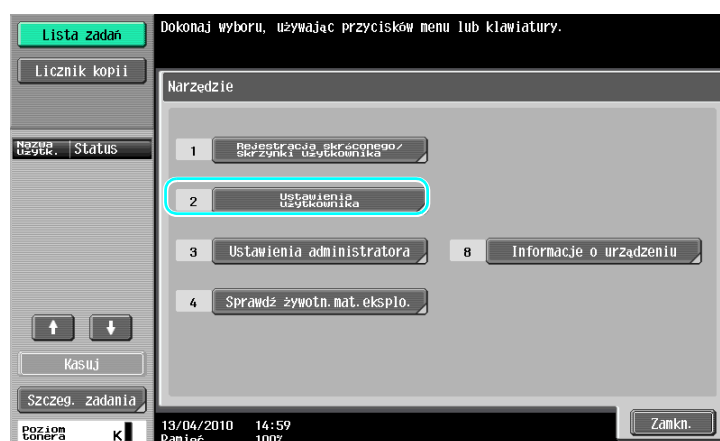 Lista zadań
Dokonaj wyboru, używając przycisków menu lub klawiatury.
Licznik kopii
Narzędzie
Nazwa użytk.
Status
1 Rejestracja skróconego/
skrzynki użytkownika
2 Ustawienia
użytkownika
3 Ustawienia administratora
8 Informacje o urządzeniu
4 Sprawdź żywotn.mat.eksplo.
Kasuj
Szczeg. zadania
Poziom
tonera K
13/04/2010 14:59
Pamięć 100%
Zamkn.